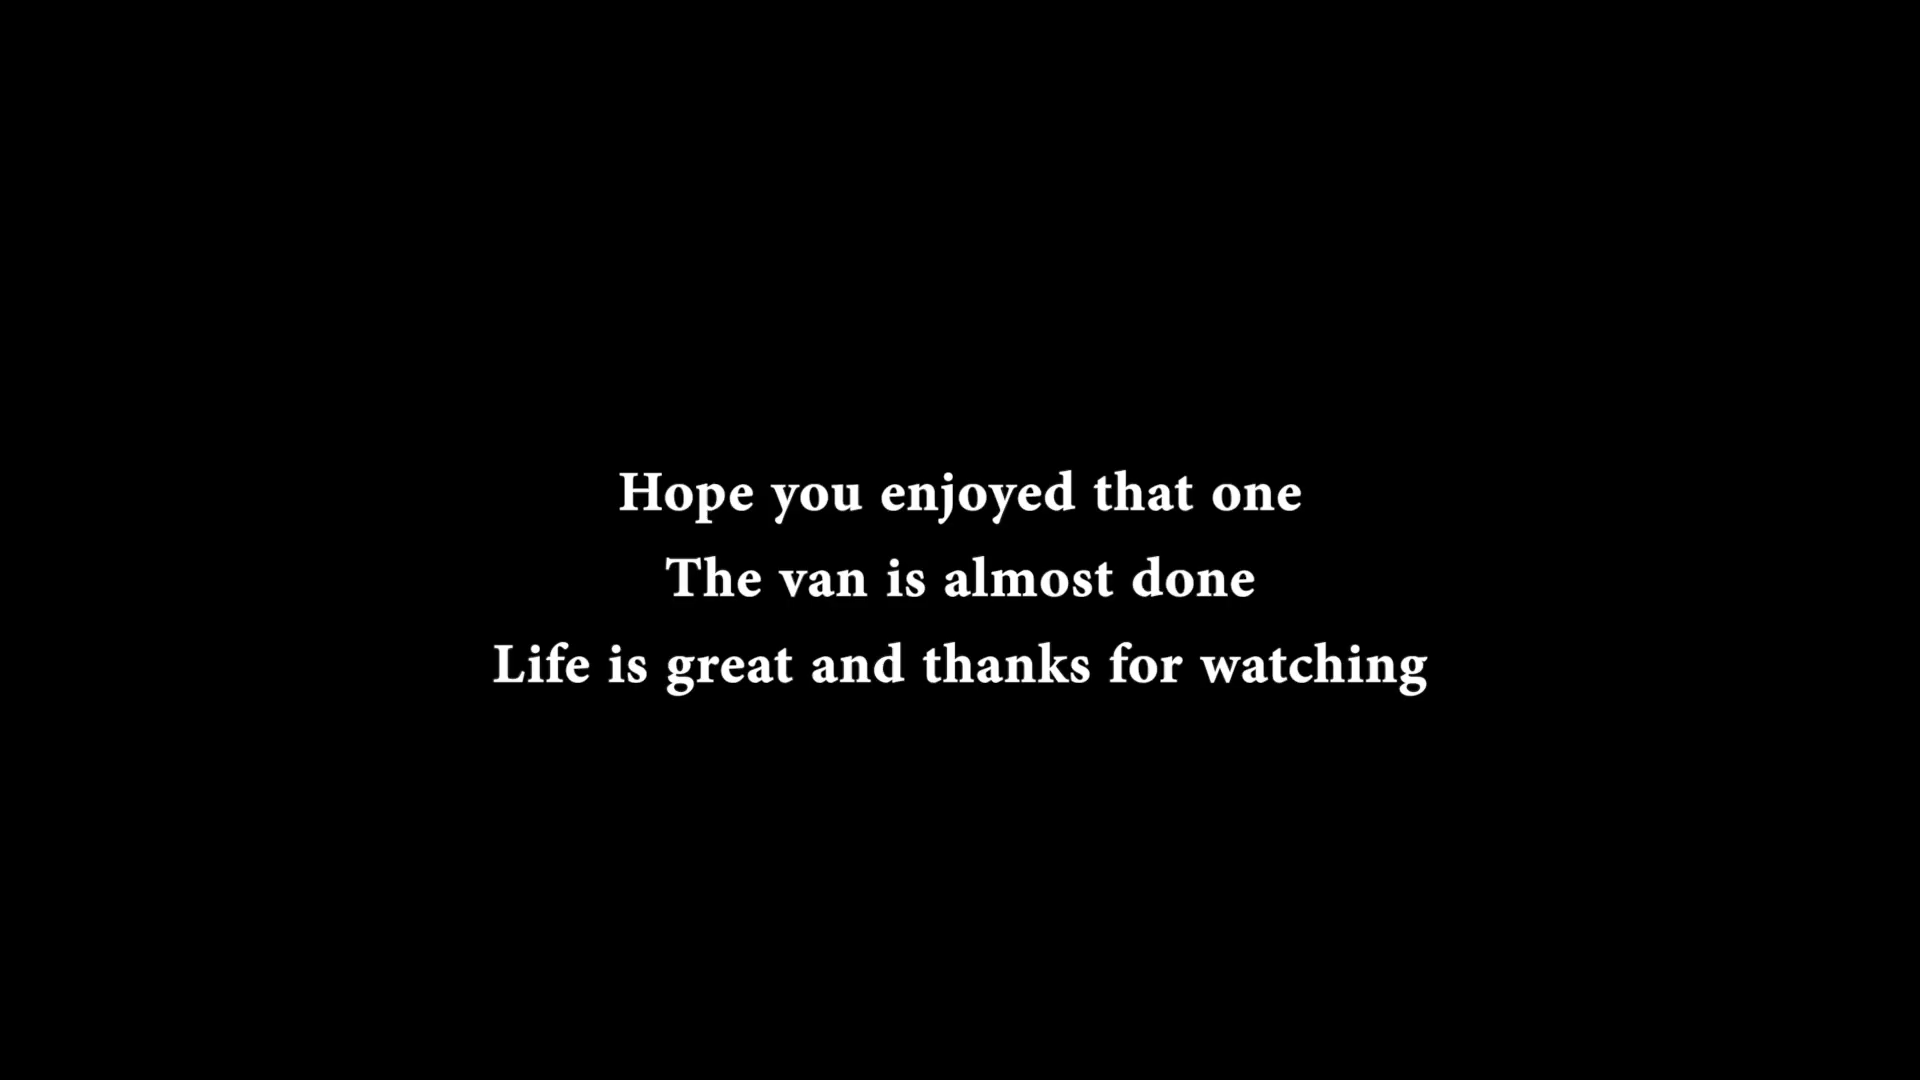 Hope you enjoyed that one
The van is almost done
Life is great and thanks for watching